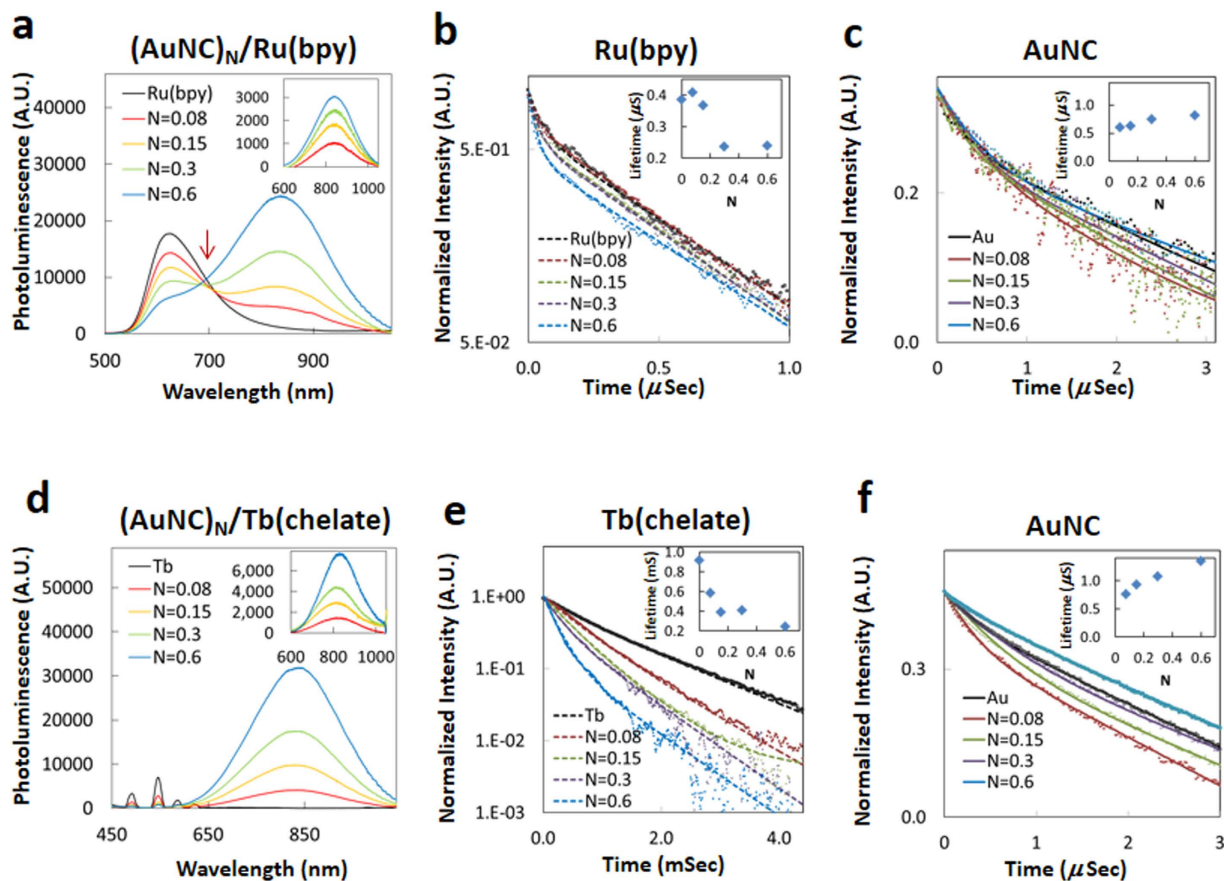 a
(AuNC)N/Ru(bpy)
Photoluminescence (A.U.)
40000
30000
20000
10000
0
500
700
900
Wavelength (nm)
Ru(bpy)
N=0.08
N=0.15
N=0.3
N=0.6
3000
2000
1000
0
600
800
1000
b
Ru(bpy)
Normalized Intensity (A.U.)
5.E-01
5.E-02
0.0
0.5
1.0
Time (μSec)
Ru(bpy)
N=0.08
N=0.15
N=0.3
N=0.6
Lifetime (μS)
0.5
0.4
0.3
0.2
0
0.2
0.4
0.6
N
c
AuNC
Normalized Intensity (A.U.)
0.2
0.0
0
1
2
3
Time (μSec)
Au
N=0.08
N=0.15
N=0.3
N=0.6
Lifetime (μS)
1.5
1.0
0.5
0.0
0
0.2
0.4
0.6
N
d
(AuNC)N/Tb(chelate)
Photoluminescence (A.U.)
50000
40000
30000
20000
10000
0
450
650
850
Wavelength (nm)
Tb
N=0.08
N=0.15
N=0.3
N=0.6
6,000
4,000
2,000
0
600
800
1000
e
Tb(chelate)
Normalized Intensity (A.U.)
1.E+00
1.E-01
1.E-02
1.E-03
0.0
2.0
4.0
Time (mSec)
Tb
N=0.08
N=0.15
N=0.3
N=0.6
Lifetime (mS)
1.0
0.8
0.6
0.4
0.2
0
0.2
0.4
0.6
N
f
AuNC
Normalized Intensity (A.U.)
0.3
0.0
0
1
2
3
Time (μSec)
Au
N=0.08
N=0.15
N=0.3
N=0.6
Lifetime (μS)
1.0
0.5
0.0
0
0.2
0.4
0.6
N